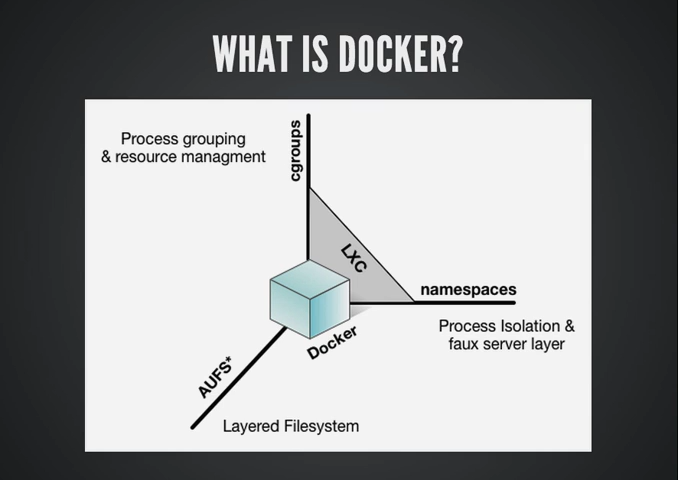 WHAT IS DOCKER?
Process grouping
& resource managment
cgroups
LXC
namespaces
Process Isolation &
faux server layer
Docker
AUFS*
Layered Filesystem